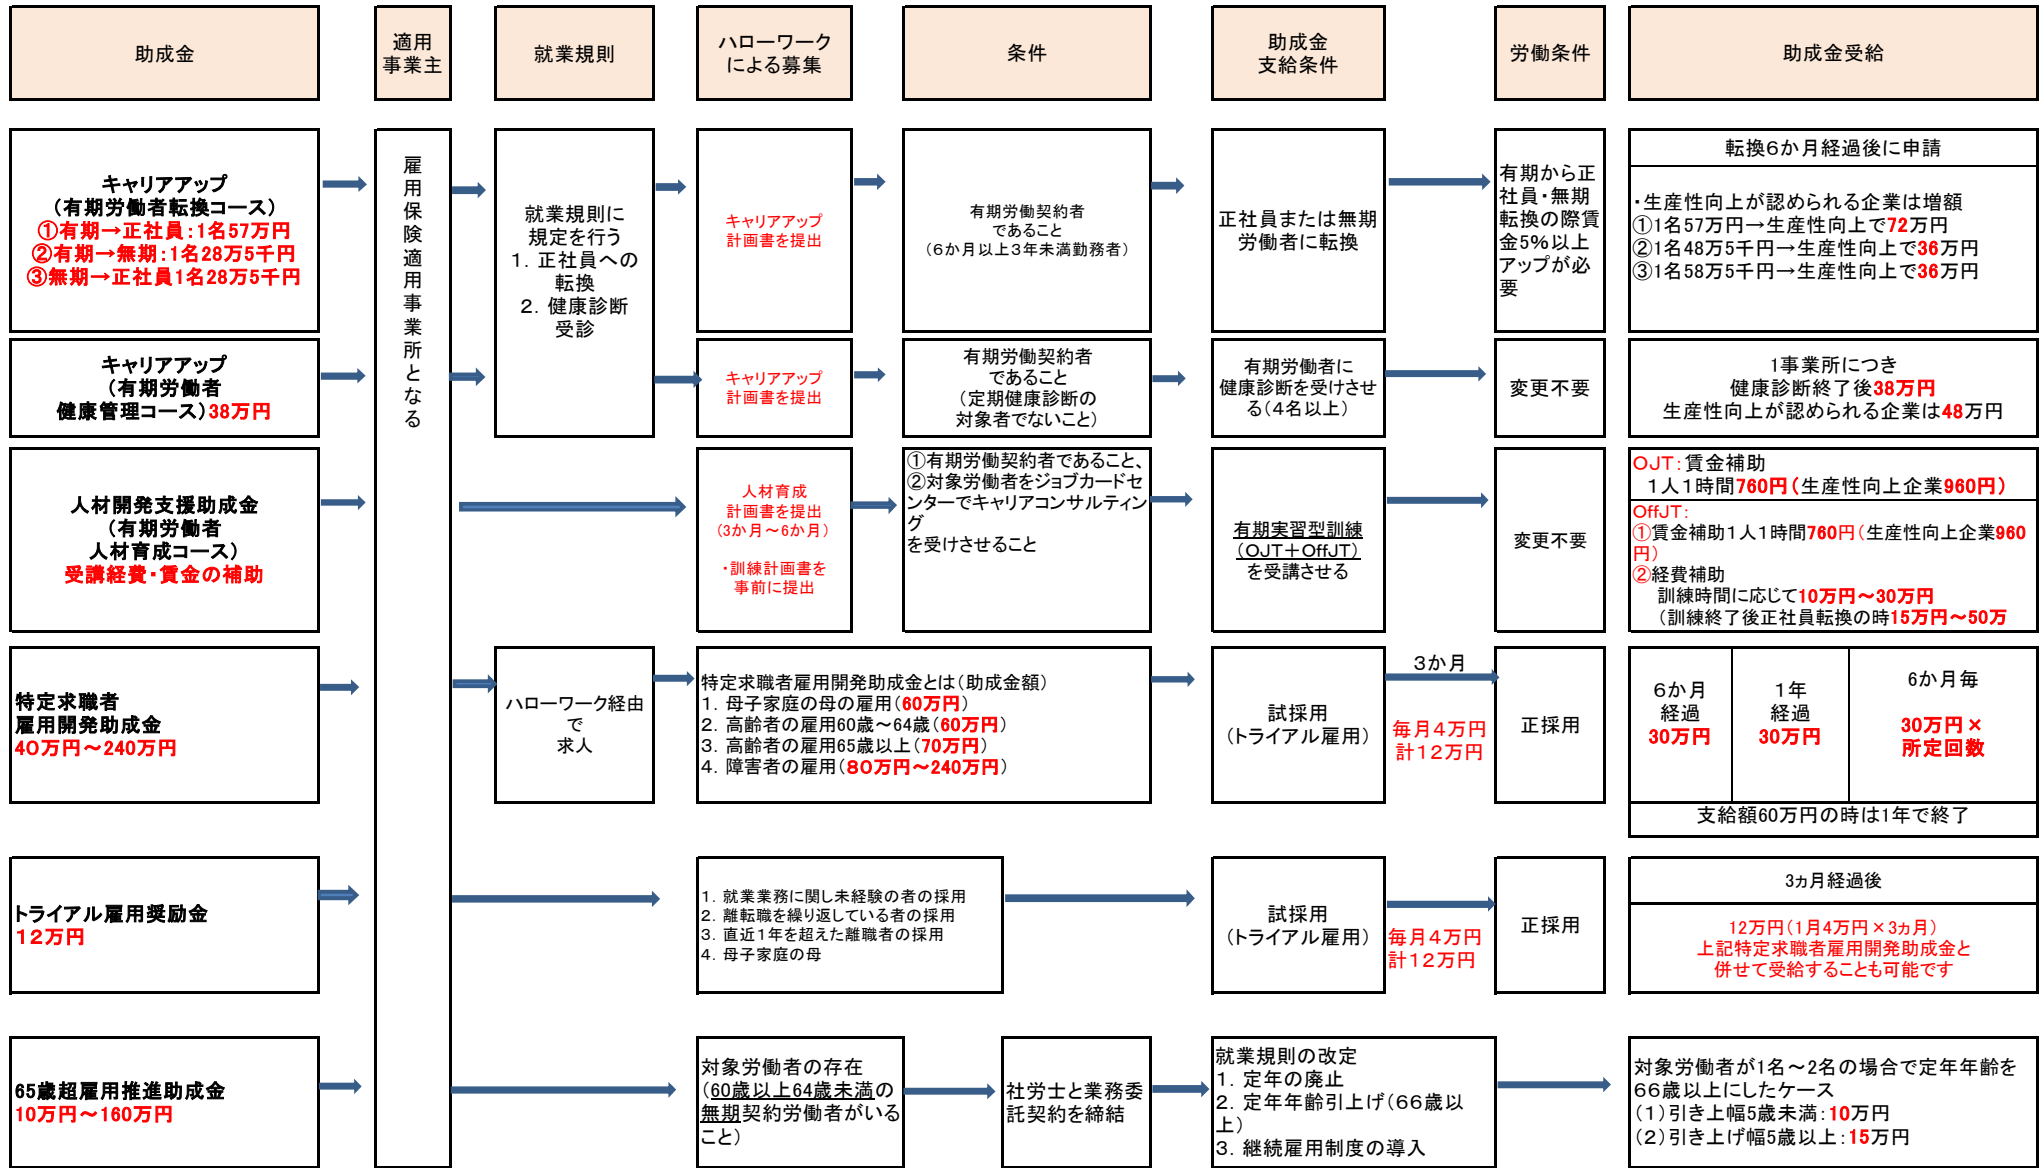 助成金
適用
事業主
就業規則
ハローワーク
による募集
条件
助成金
支給条件
労働条件
助成金受給
キャリアアップ
（有期労働者転換コース）
①有期→正社員：1名57万円
②有期→無期：1名28万5千円
③無期→正社員1名28万5千円
雇用保険適用事業所となる
就業規則に
規定を行う
1．正社員への
転換
2．健康診断
受診
キャリアアップ
計画書を提出
有期労働契約者
であること
（6か月以上3年未満勤務者）
正社員または無期
労働者に転換
有期から正
社員・無期
転換の際賃
金5％以上
アップが必
要
転換6か月経過後に申請
・生産性向上が認められる企業は増額
①1名57万円→生産性向上で72万円
②1名48万5千円→生産性向上で36万円
③1名58万5千円→生産性向上で36万円
キャリアアップ
（有期労働者
健康管理コース）38万円
キャリアアップ
計画書を提出
有期労働契約者
であること
（定期健康診断の
対象者でないこと）
有期労働者に
健康診断を受けさせ
る（4名以上）
変更不要
1事業所につき
健康診断終了後38万円
生産性向上が認められる企業は48万円
人材開発支援助成金
（有期労働者
人材育成コース）
受講経費・賃金の補助
人材育成
計画書を提出
（3か月～6か月）
・訓練計画書を
事前に提出
①有期労働契約者であること、
②対象労働者をジョブカードセ
ンターでキャリアコンサルティン
グ
を受けさせること
有期実習型訓練
（OJT＋OffJT）
を受講させる
変更不要
OJT：賃金補助
1人1時間760円（生産性向上企業960円）
OffJT：
①賃金補助1人1時間760円（生産性向上企業960
円）
②経費補助
訓練時間に応じて10万円～30万円
（訓練終了後正社員転換の時15万円～50万
特定求職者
雇用開発助成金
40万円～240万円
ハローワーク経由
で
求人
特定求職者雇用開発助成金とは（助成金額）
1．母子家庭の母の雇用（60万円）
2．高齢者の雇用60歳～64歳（60万円）
3．高齢者の雇用65歳以上（70万円）
4．障害者の雇用（80万円～240万円）
試採用
（トライアル雇用）
3か月
毎月4万円
計12万円
正採用
6か月
経過
30万円
1年
経過
30万円
6か月毎
30万円×
所定回数
支給額60万円の時は1年で終了
トライアル雇用奨励金
12万円
1．就業業務に関し未経験の者の採用
2．離転職を繰り返している者の採用
3．直近1年を超えた離職者の採用
4．母子家庭の母
試採用
（トライアル雇用）
毎月4万円
計12万円
正採用
3ヵ月経過後
12万円（1月4万円×3ヵ月）
上記特定求職者雇用開発助成金と
併せて受給することも可能です
65歳超雇用推進助成金
10万円～160万円
対象労働者の存在
（60歳以上64歳未満の
無期契約労働者がいる
こと）
社労士と業務委
託契約を締結
就業規則の改定
1．定年の廃止
2．定年年齢引上げ（66歳以
上）
3．継続雇用制度の導入
対象労働者が1名～2名の場合で定年年齢を
66歳以上にしたケース
（1）引き上幅5歳未満：10万円
（2）引き上げ幅5歳以上：15万円